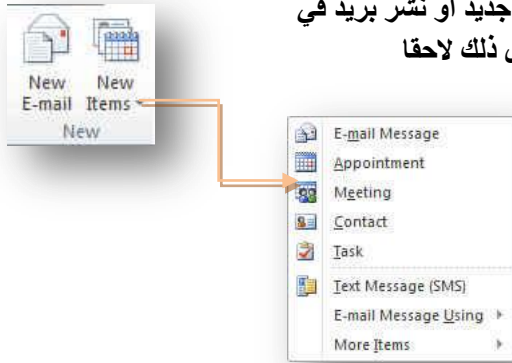 جديد او نشر بريد في
ذلك لاحقا
New
E-mail
New
Items
New
E-mail Message
Appointment
Meeting
Contact
Task
Text Message (SMS)
E-mail Message Using
More Items